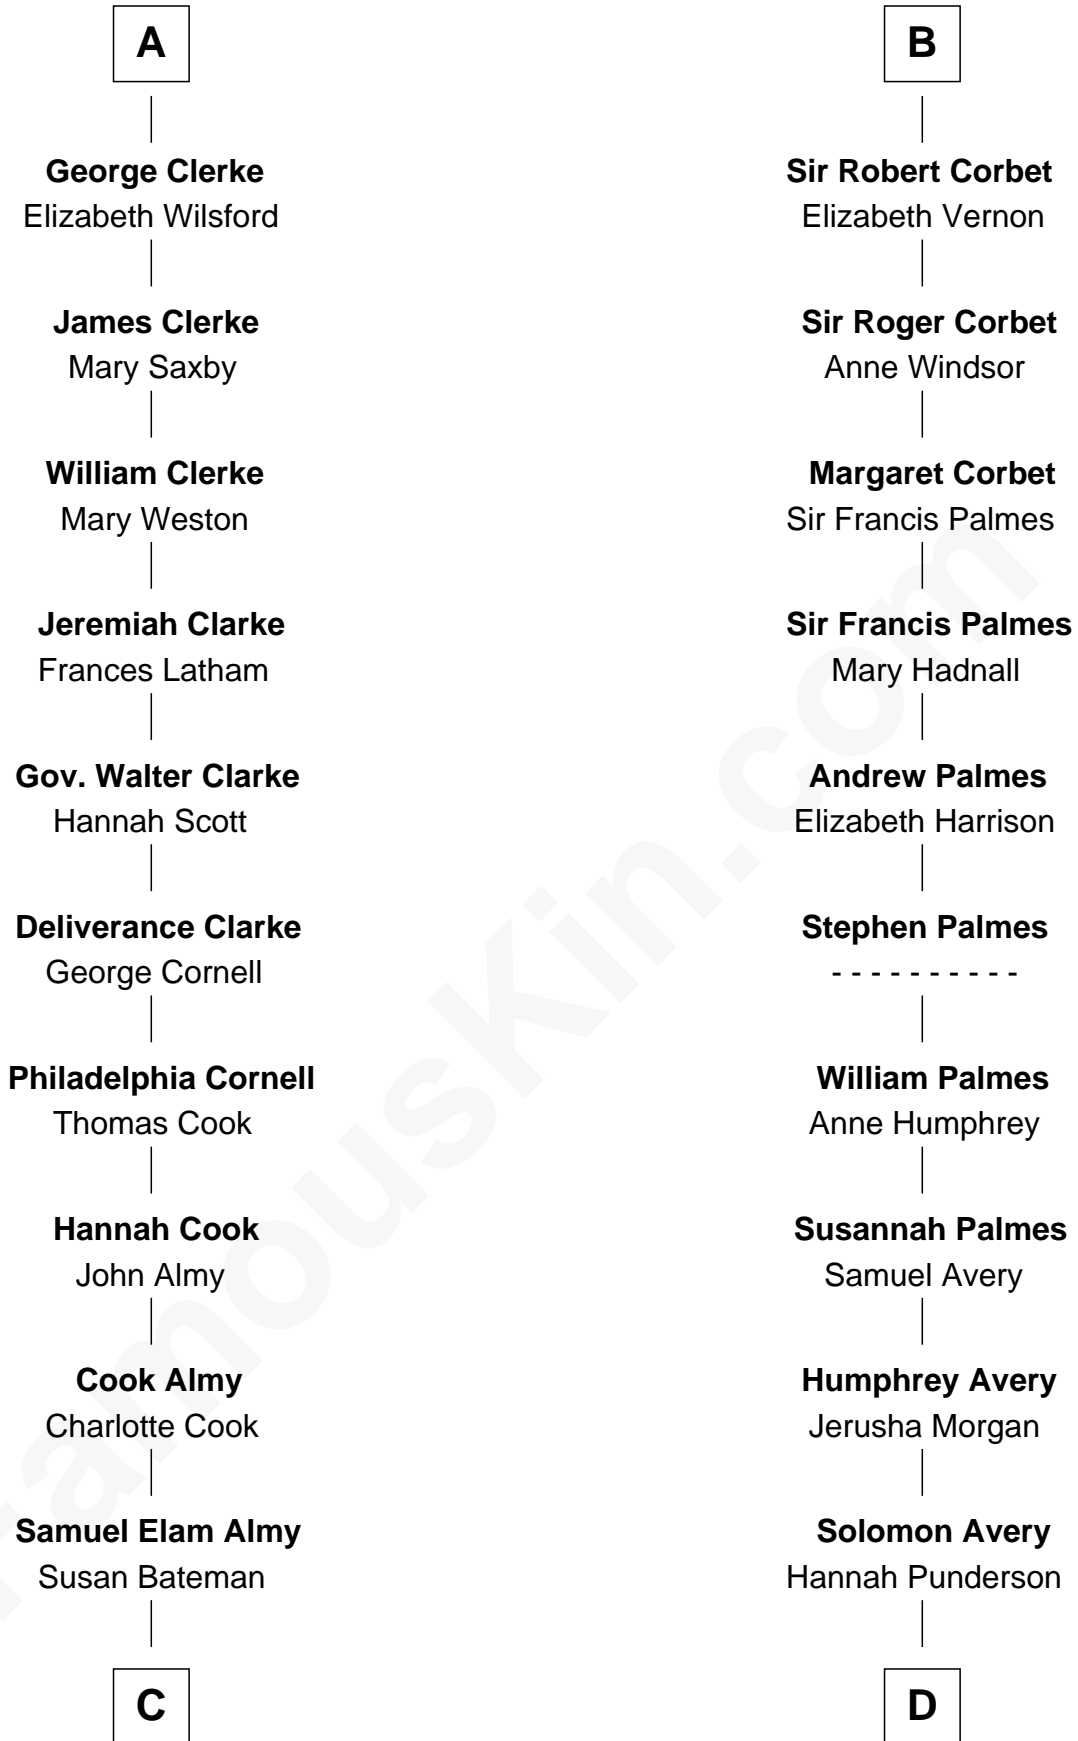 A
George Clerke
Elizabeth Wilsford
James Clerke
Mary Saxby
William Clerke
Mary Weston
Jeremiah Clarke
Frances Latham
Gov. Walter Clarke
Hannah Scott
Deliverance Clarke
George Cornell
Philadelphia Cornell
Thomas Cook
Hannah Cook
John Almy
Cook Almy
Charlotte Cook
Samuel Elam Almy
Susan Bateman
C
B
Sir Robert Corbet
Elizabeth Vernon
Sir Roger Corbet
Anne Windsor
Margaret Corbet
Sir Francis Palmes
Sir Francis Palmes
Mary Hadnall
Andrew Palmes
Elizabeth Harrison
Stephen Palmes
- - - - - - - - - -
William Palmes
Anne Humphrey
Susannah Palmes
Samuel Avery
Humphrey Avery
Jerusha Morgan
Solomon Avery
Hannah Punderson
D
FamousKin.com